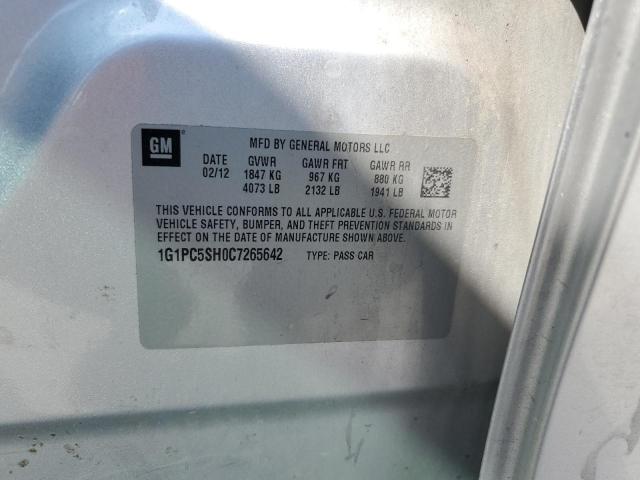 GM
MFD BY GENERAL MOTORS LLC
DATE GVWR GAWR FRT GAWR RR
02/12 1847 KG 967 KG 880 KG
4073 LB 2132 LB 1941 LB
THIS VEHICLE CONFORMS TO ALL APPLICABLE U.S. FEDERAL MOTOR
VEHICLE SAFETY, BUMPER, AND THEFT PREVENTION STANDARDS
IN EFFECT ON THE DATE OF MANUFACTURE SHOWN ABOVE.
1G1PC5SH0C7265642 TYPE: PASS CAR